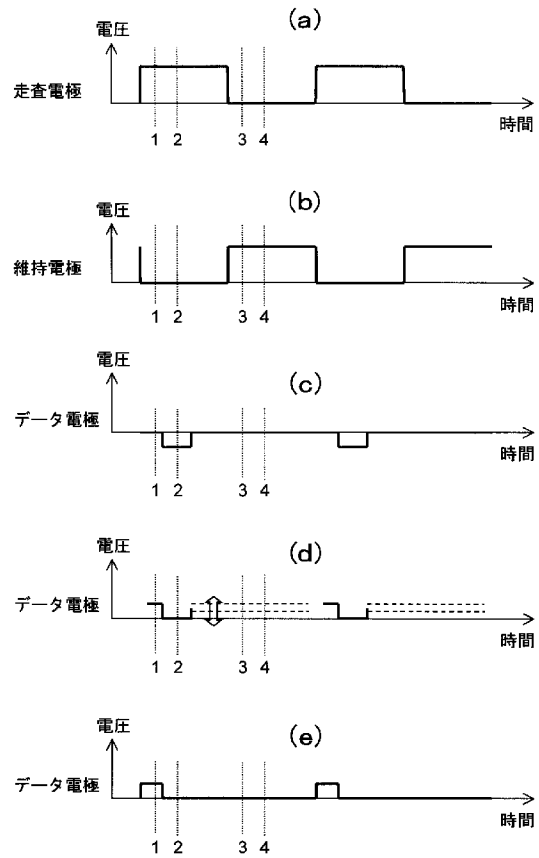 (a)
電圧
走査電極
1 2 3 4
時間
(b)
電圧
維持電極
1 2 3 4
時間
(c)
電圧
データ電極
時間
1 2 3 4
(d)
電圧
データ電極
時間
1 2 3 4
(e)
電圧
データ電極
時間
1 2 3 4